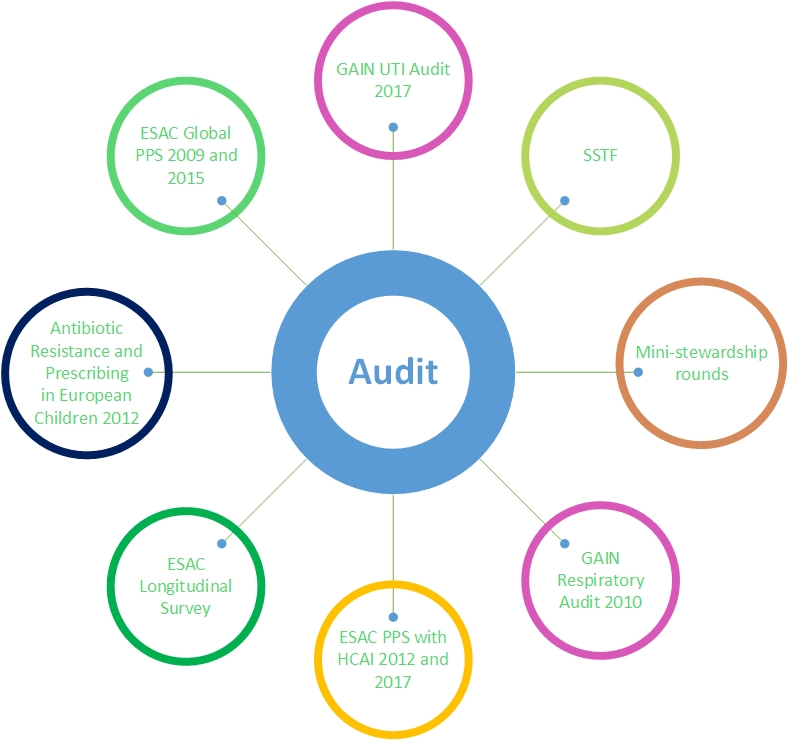 GAIN UTI Audit
2017
SSTF
Mini-stewardship
rounds
GAIN
Respiratory
Audit 2010
ESAC PPS with
HCAI 2012 and
2017
ESAC
Longitudinal
Survey
Antibiotic
Resistance and
Prescribing
in European
Children 2012
ESAC Global
PPS 2009 and
2015
Audit